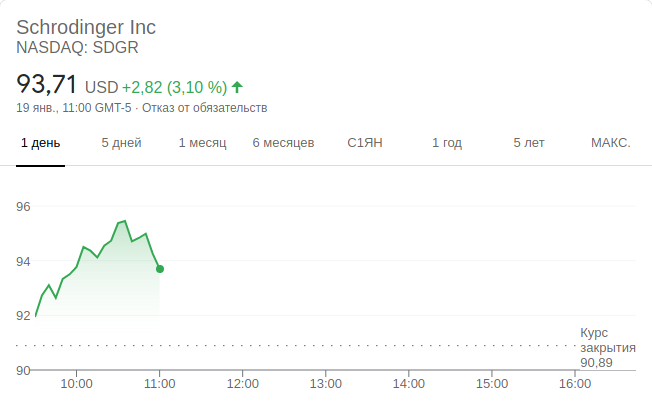 Schrodinger Inc
NASDAQ: SDGR
93,71 USD +2,82 (3,10 %)
19 янв., 11:00 GMT-5 · Отказ от обязательств
1 день 5 дней 1 месяц 6 месяцев С1ЯН 1 год 5 лет МАКС.
96
94
92
Курс
закрытия
90,89
90
10:00 11:00 12:00 13:00 14:00 15:00 16:00